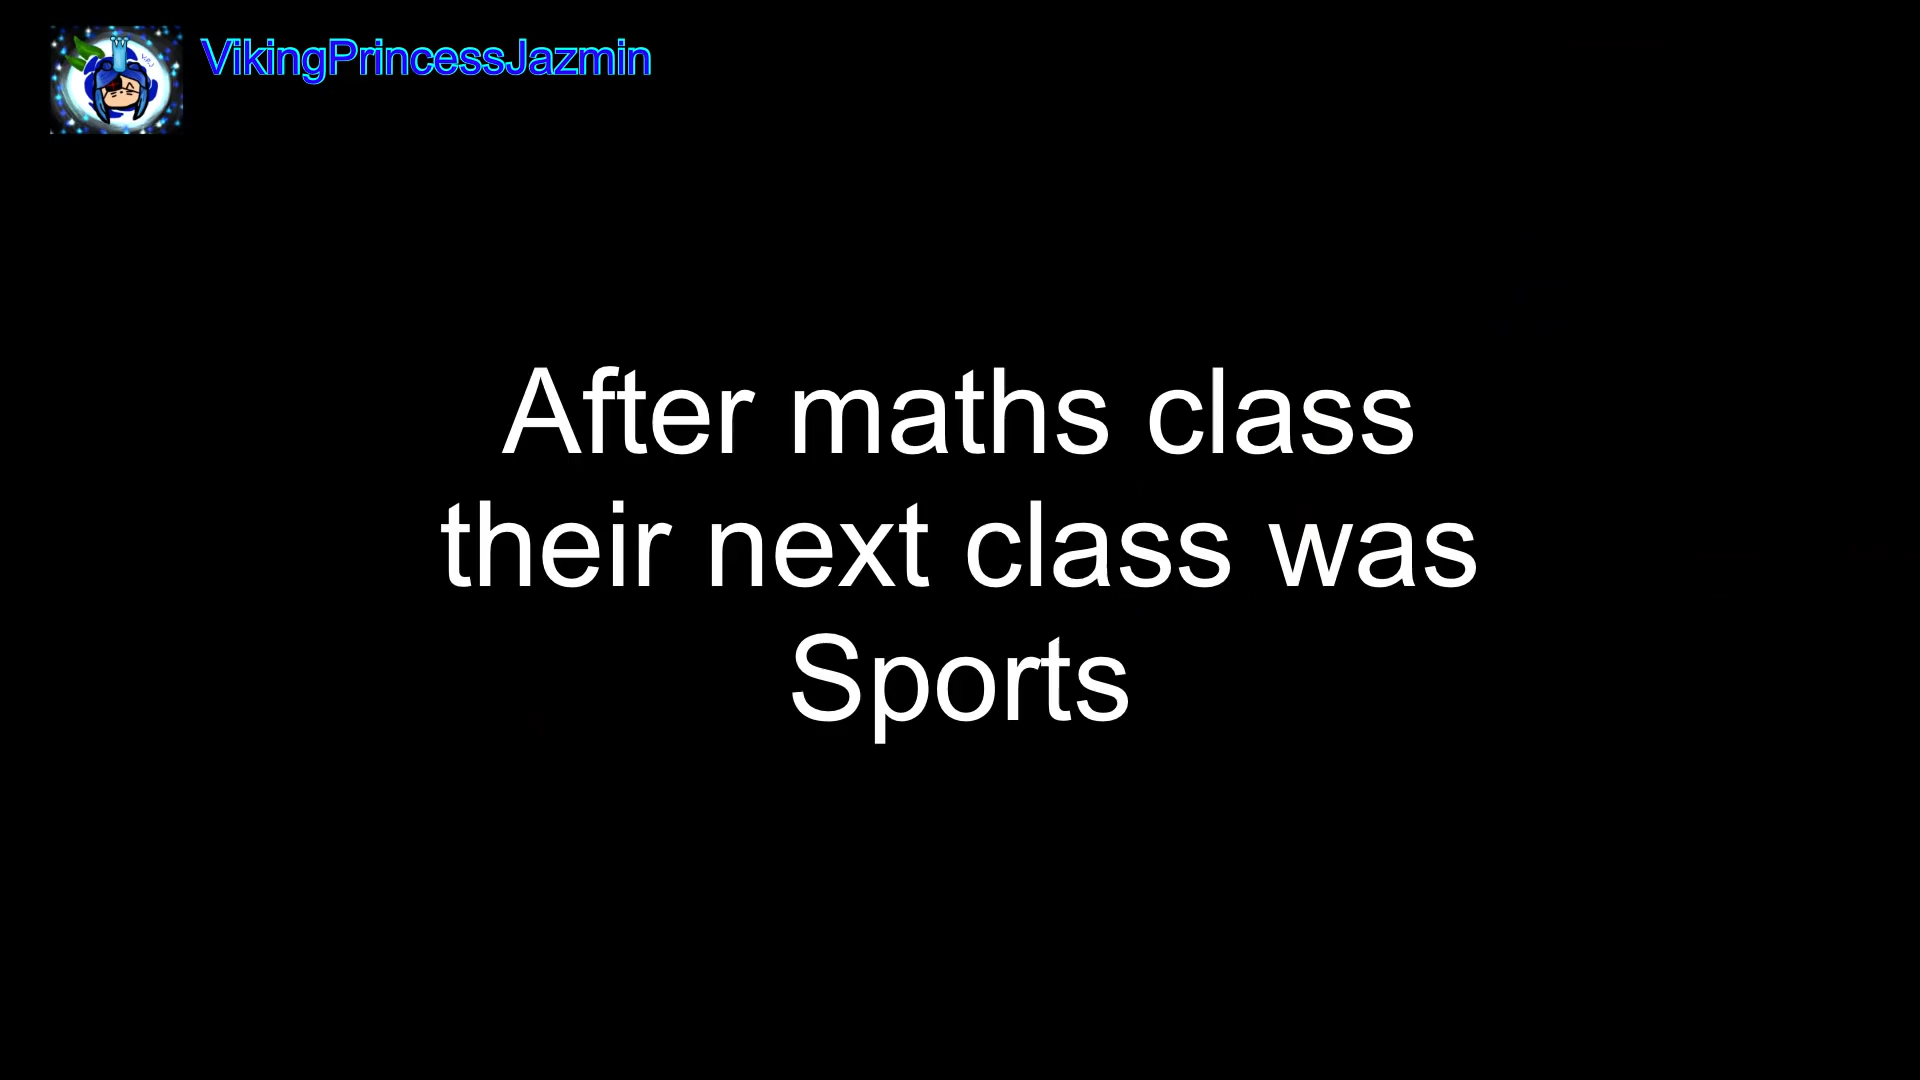 VikingPrincessJazmin
After maths class
their next class was
Sports